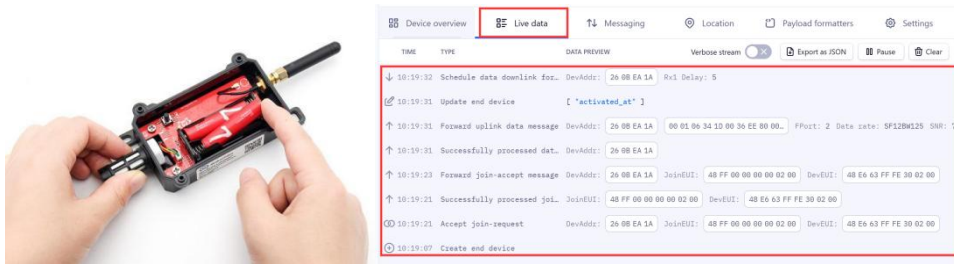 Device overview Live data Messaging Location Payload formatters Settings
TIME TYPE DATA PREVIEW Verbose stream Export as JSON Pause Clear
10:19:32 Schedule data downlink for… DevAddr: 26 0B EA 1A Rx1 Delay: 5
10:19:31 Update end device [ "activated_at" ]
10:19:31 Forward uplink data message DevAddr: 26 0B EA 1A 00 01 06 34 1D 00 36 EE 80 00… FPort: 2 Data rate: SF12BW125 SNR:
10:19:31 Successfully processed dat… DevAddr: 26 0B EA 1A
10:19:23 Forward join-accept message DevAddr: 26 0B EA 1A JoinEUI: 48 FF 00 00 00 00 02 00 DevEUI: 48 E6 63 FF FE 30 02 00
10:19:21 Successfully processed joi… JoinEUI: 48 FF 00 00 00 00 02 00 DevEUI: 48 E6 63 FF FE 30 02 00
10:19:21 Accept join-request DevAddr: 26 0B EA 1A JoinEUI: 48 FF 00 00 00 00 02 00 DevEUI: 48 E6 63 FF FE 30 02 00
10:19:07 Create end device